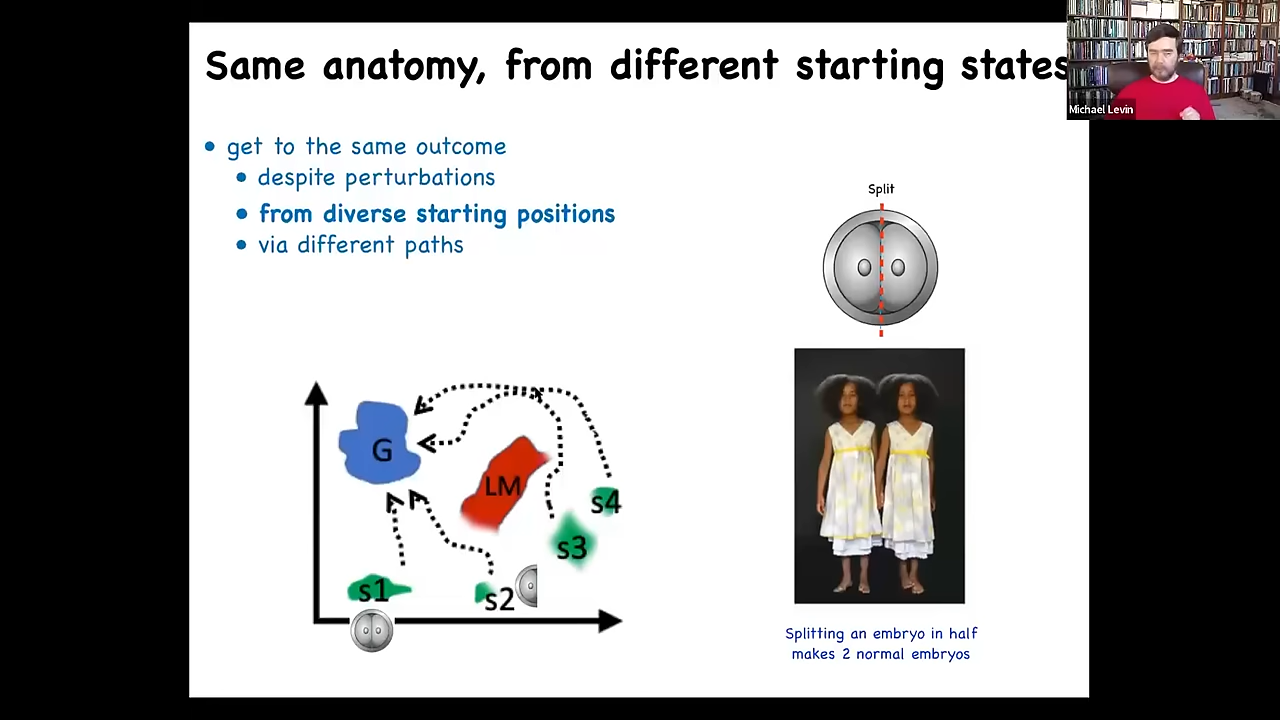 Same anatomy, from different starting states
Michael Levin
• get to the same outcome
• despite perturbations
• from diverse starting positions
• via different paths
Split
G
LM
s4
s3
s1
s2
Splitting an embryo in half
makes 2 normal embryos